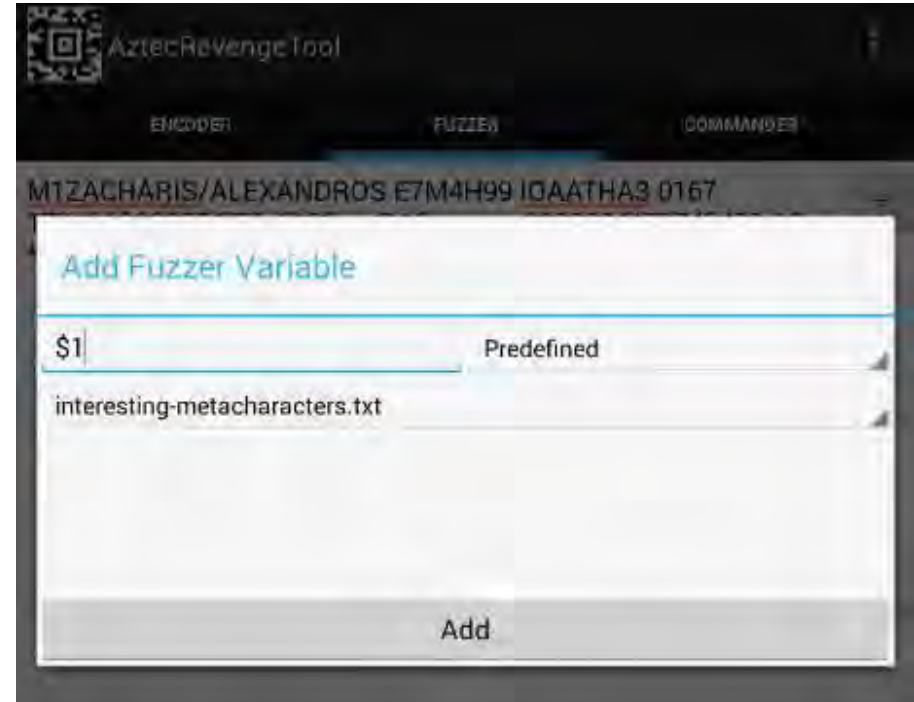 AztecRevengeTool
ENCODER FUZZER COMMANDER
M1ZACHARIS/ALEXANDROS E7M4H99 IOAATHA3 0167
Add Fuzzer Variable
$1 Predefined
interesting-metacharacters.txt
Add